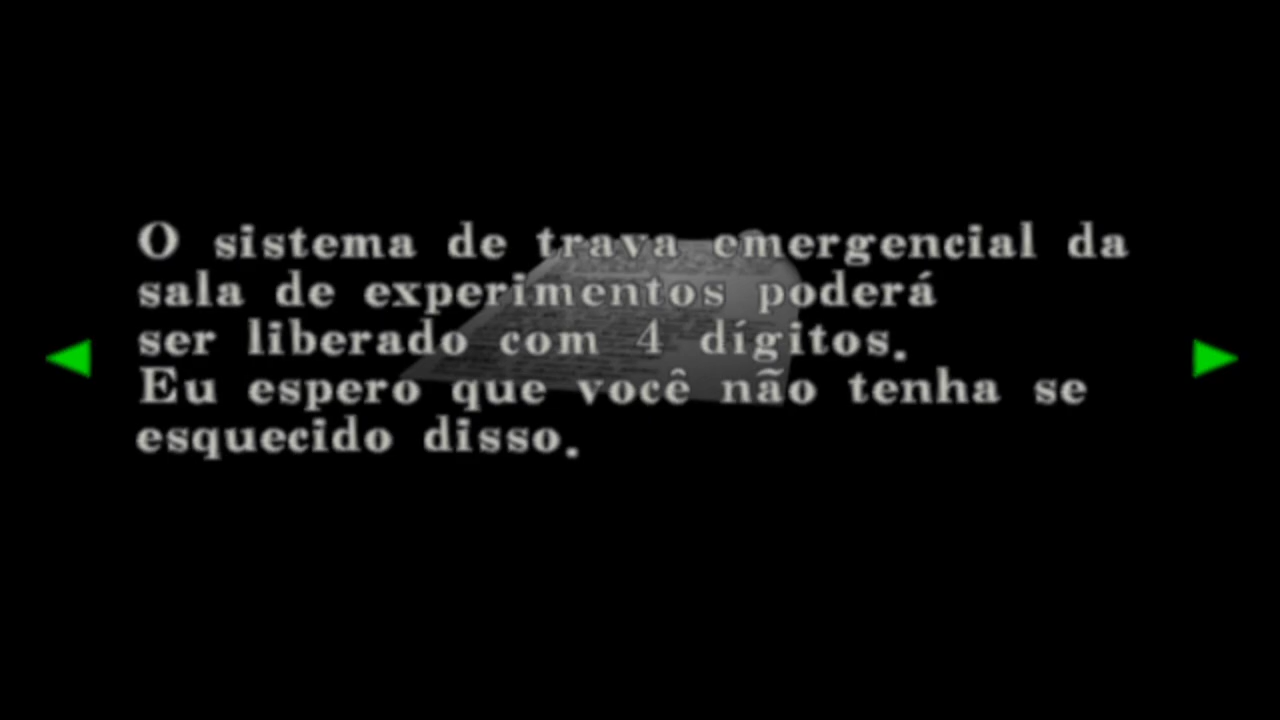 O sistema de trava emergencial da
sala de experimentos poderá
ser liberado com 4 dígitos.
Eu espero que você não tenha se
esquecido disso.